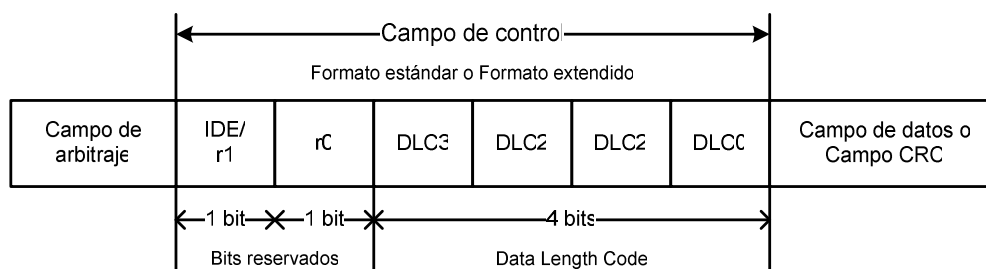 Campo de control
Formato estándar o Formato extendido
Campo de
arbitraje
IDE/
r1
r0
DLC3
DLC2
DLC2
DLC0
Campo de datos o
Campo CRC
1 bit
1 bit
4 bits
Bits reservados
Data Length Code